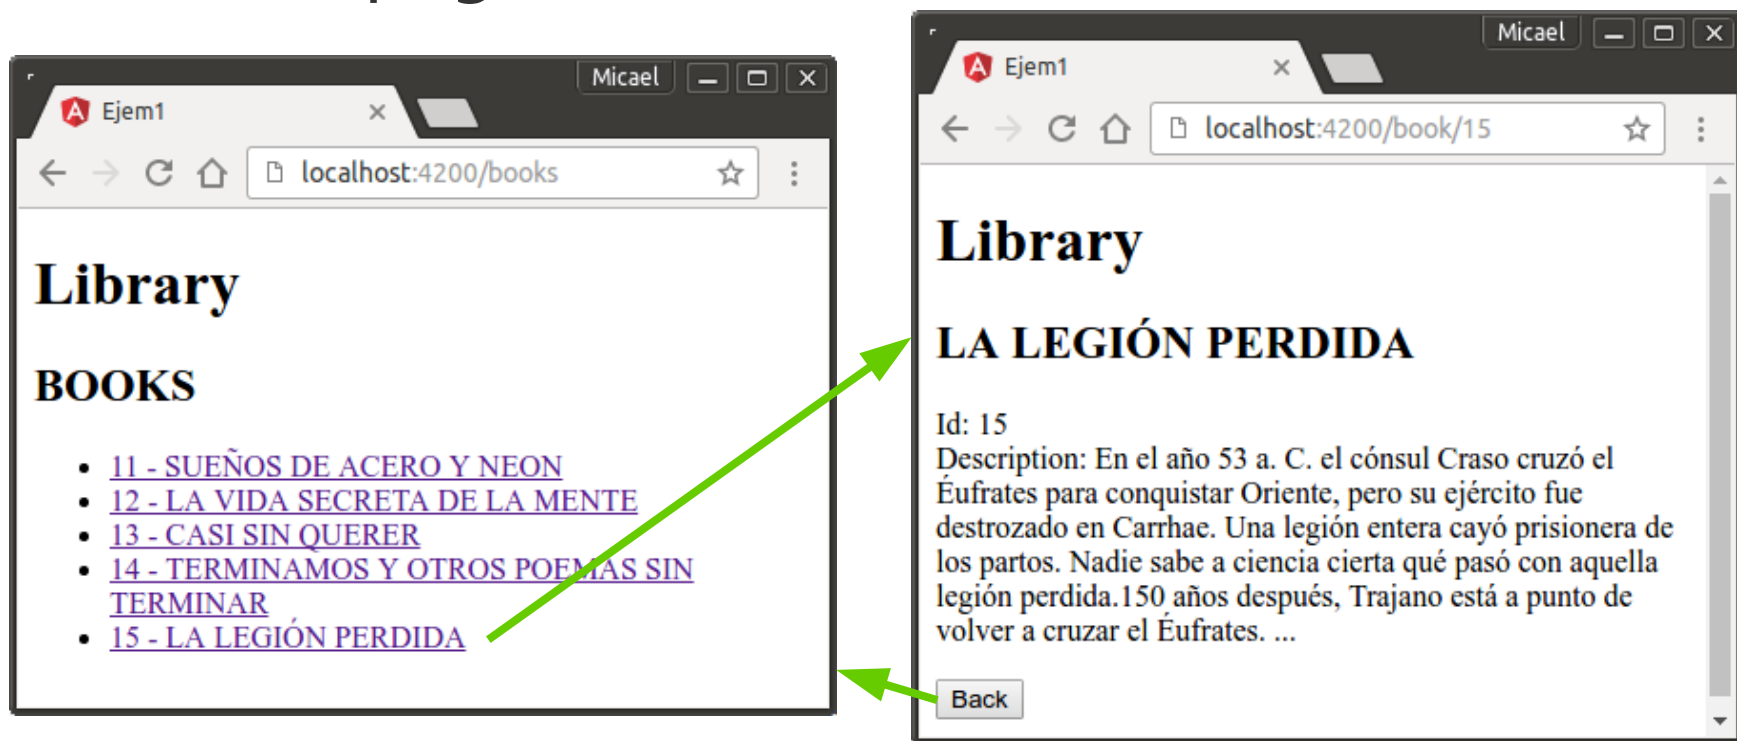 Micael
Ejem1
localhost:4200/books
Library
BOOKS
11 - SUEÑOS DE ACERO Y NEON
12 - LA VIDA SECRETA DE LA MENTE
13 - CASI SIN QUERER
14 - TERMINAMOS Y OTROS POEMAS SIN
TERMINAR
15 - LA LEGIÓN PERDIDA
Micael
Ejem1
localhost:4200/book/15
Library
LA LEGIÓN PERDIDA
Id: 15
Description: En el año 53 a. C. el cónsul Craso cruzó el
Éufrates para conquistar Oriente, pero su ejército fue
destrozado en Carrhae. Una legión entera cayó prisionera de
los partos. Nadie sabe a ciencia cierta qué pasó con aquella
legión perdida.150 años después, Trajano está a punto de
volver a cruzar el Éufrates. ...
Back